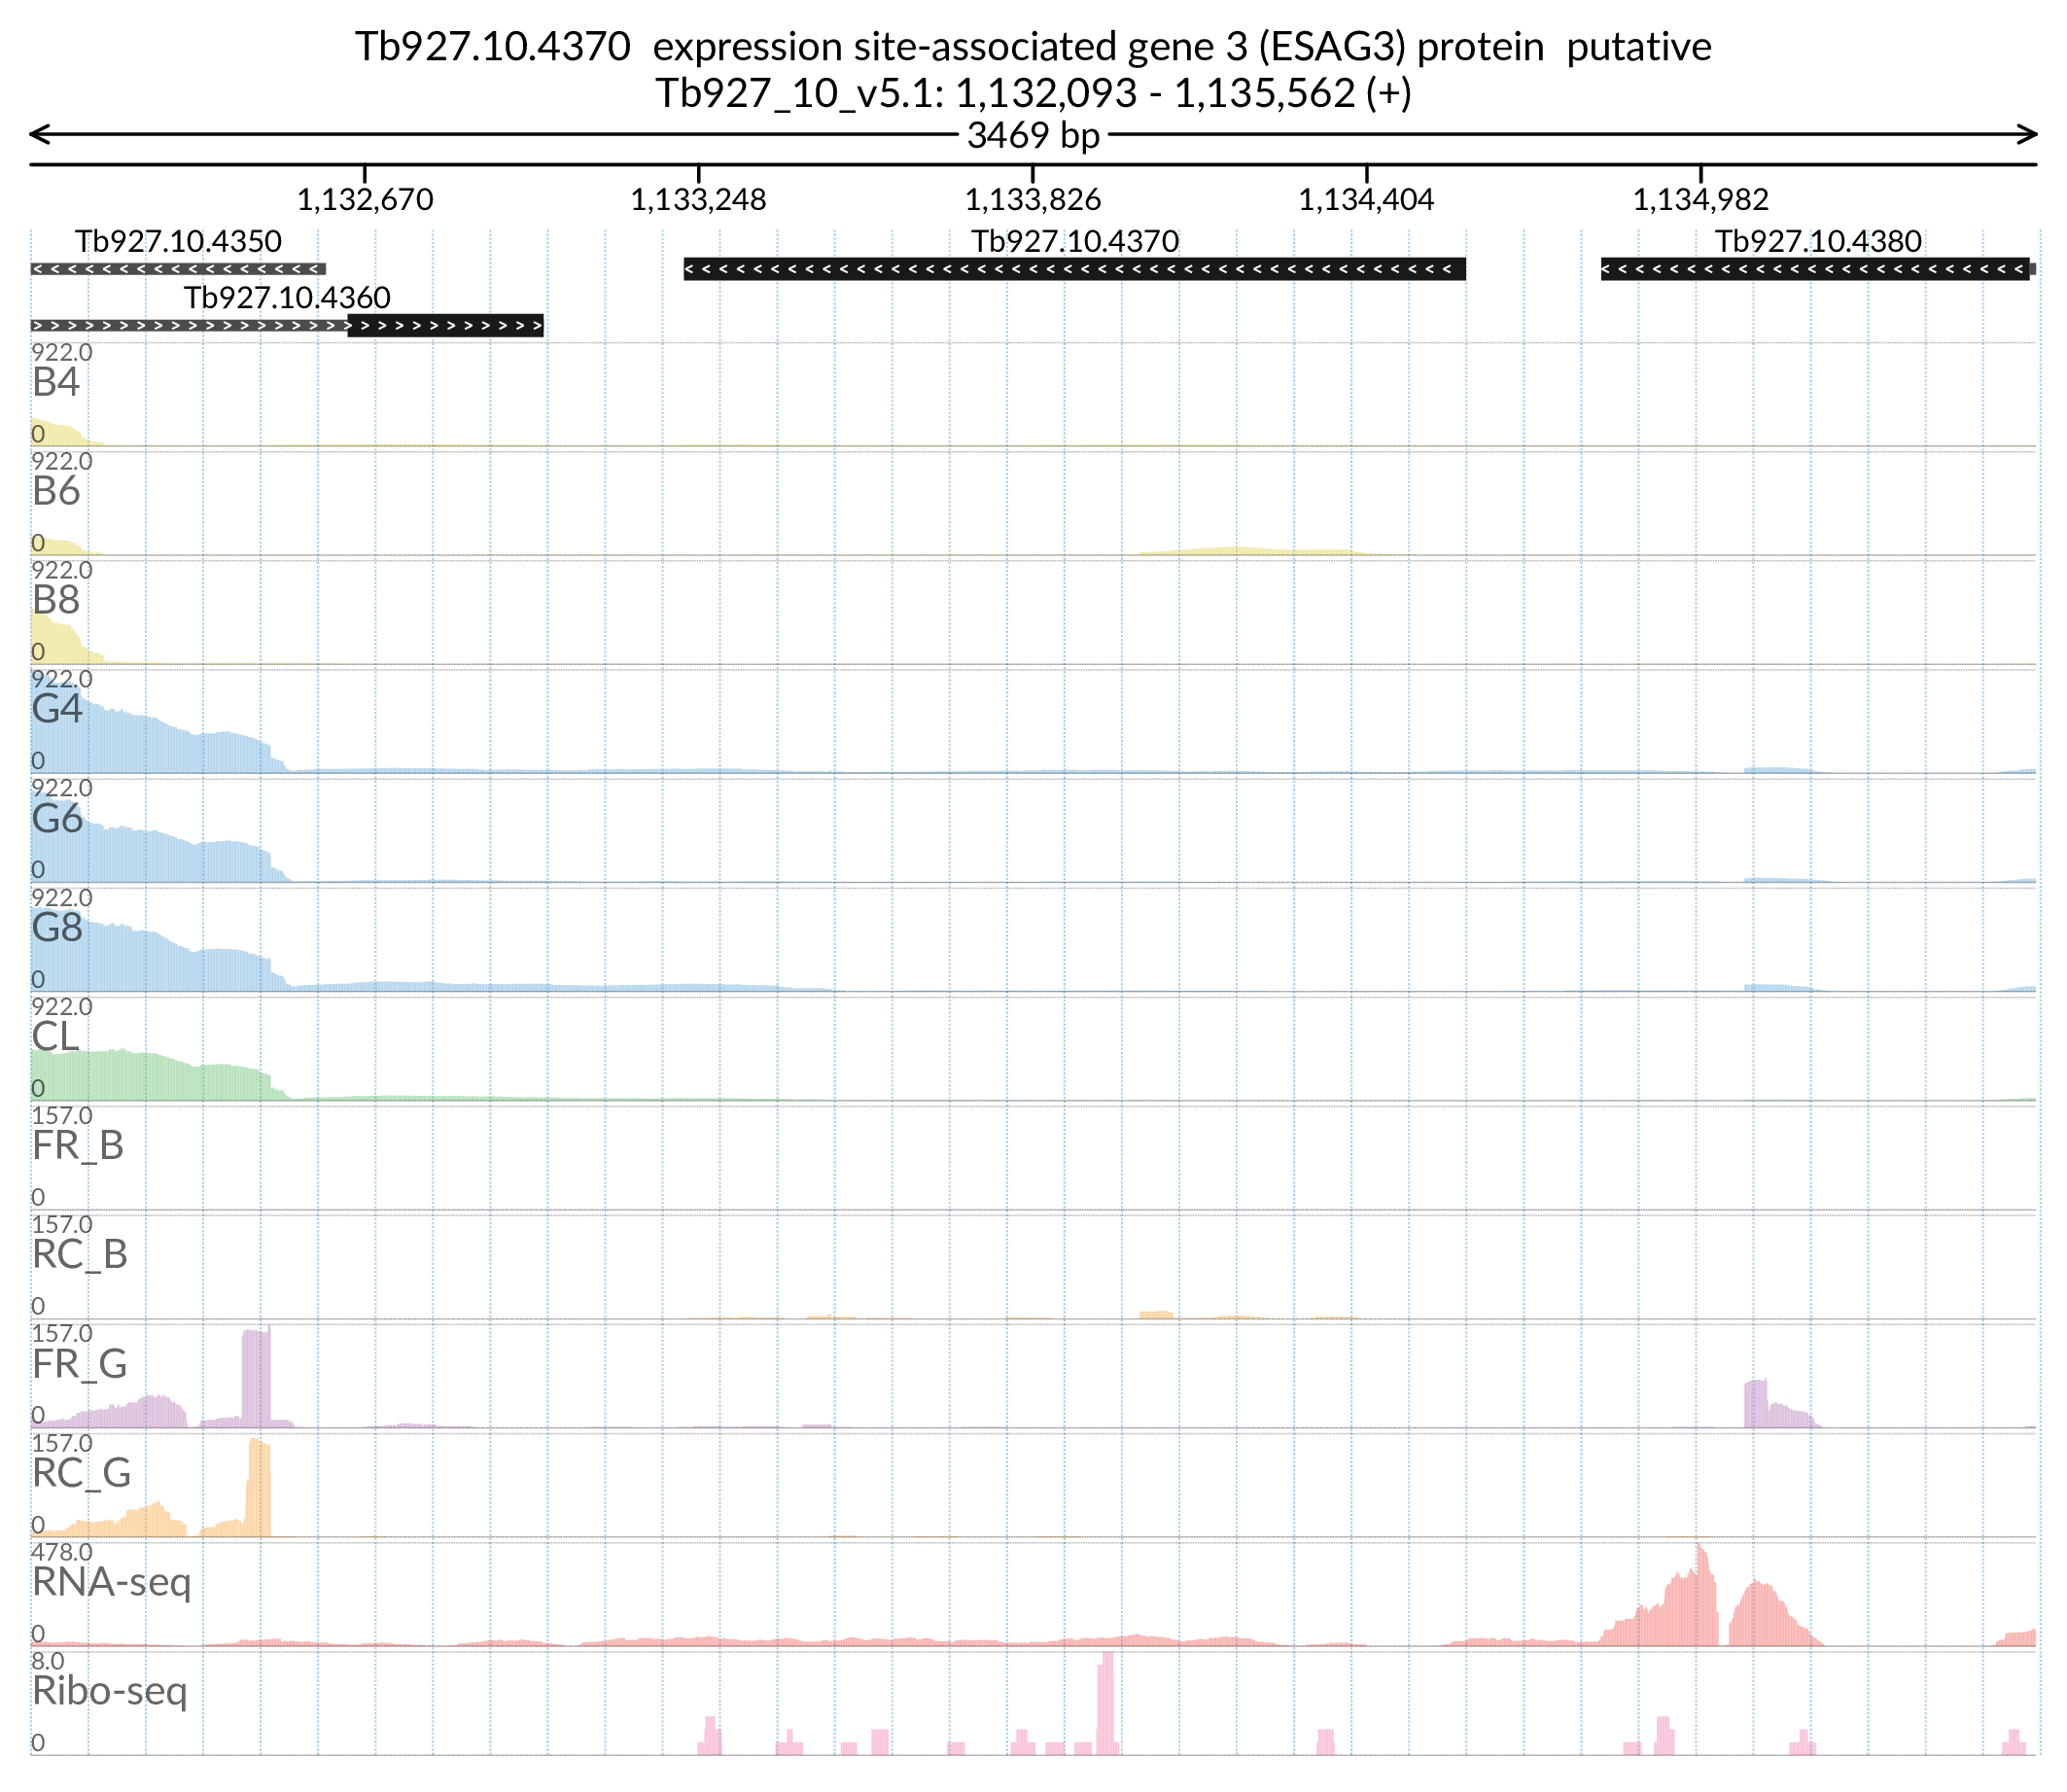 Tb927.10.4370 expression site-associated gene 3 (ESAG3) protein putative
Tb927_10_v5.1: 1,132,093 - 1,135,562 (+)
3469 bp
1,132,670 1,133,248 1,133,826 1,134,404 1,134,982
Tb927.10.4350 Tb927.10.4370 Tb927.10.4380
Tb927.10.4360
922.0
B4
0
922.0
B6
0
922.0
B8
0
922.0
G4
0
922.0
G6
0
922.0
G8
0
922.0
CL
0
157.0
FR_B
0
157.0
RC_B
0
157.0
FR_G
0
157.0
RC_G
0
478.0
RNA-seq
0
8.0
Ribo-seq
0